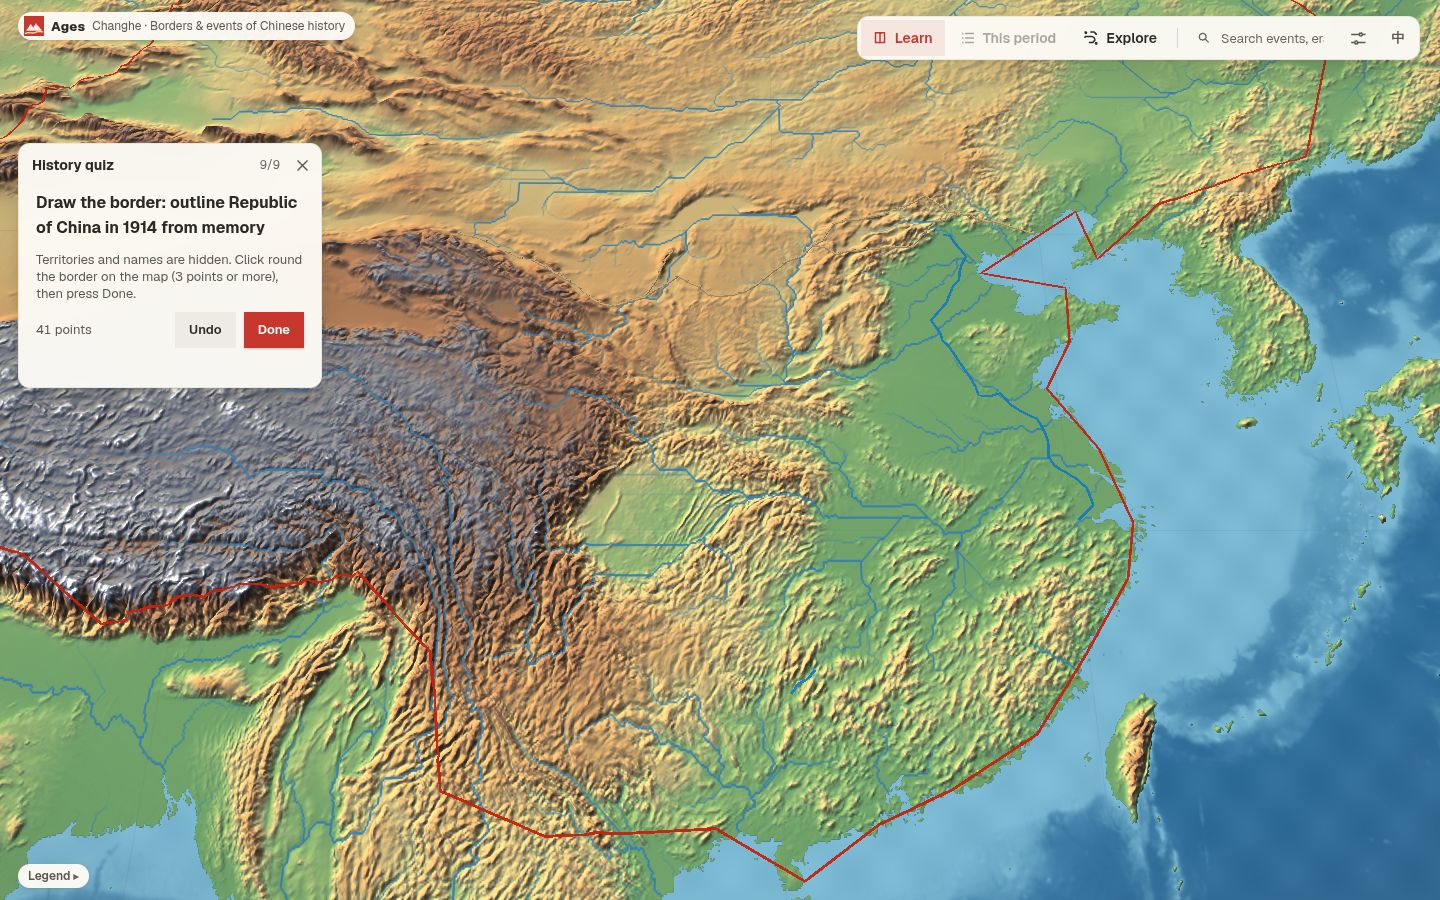 Ages Changhe · Borders & events of Chinese history
Learn This period Explore Search events, er 中
History quiz 9/9
Draw the border: outline Republic
of China in 1914 from memory
Territories and names are hidden. Click round
the border on the map (3 points or more),
then press Done.
41 points Undo Done
Legend ▸